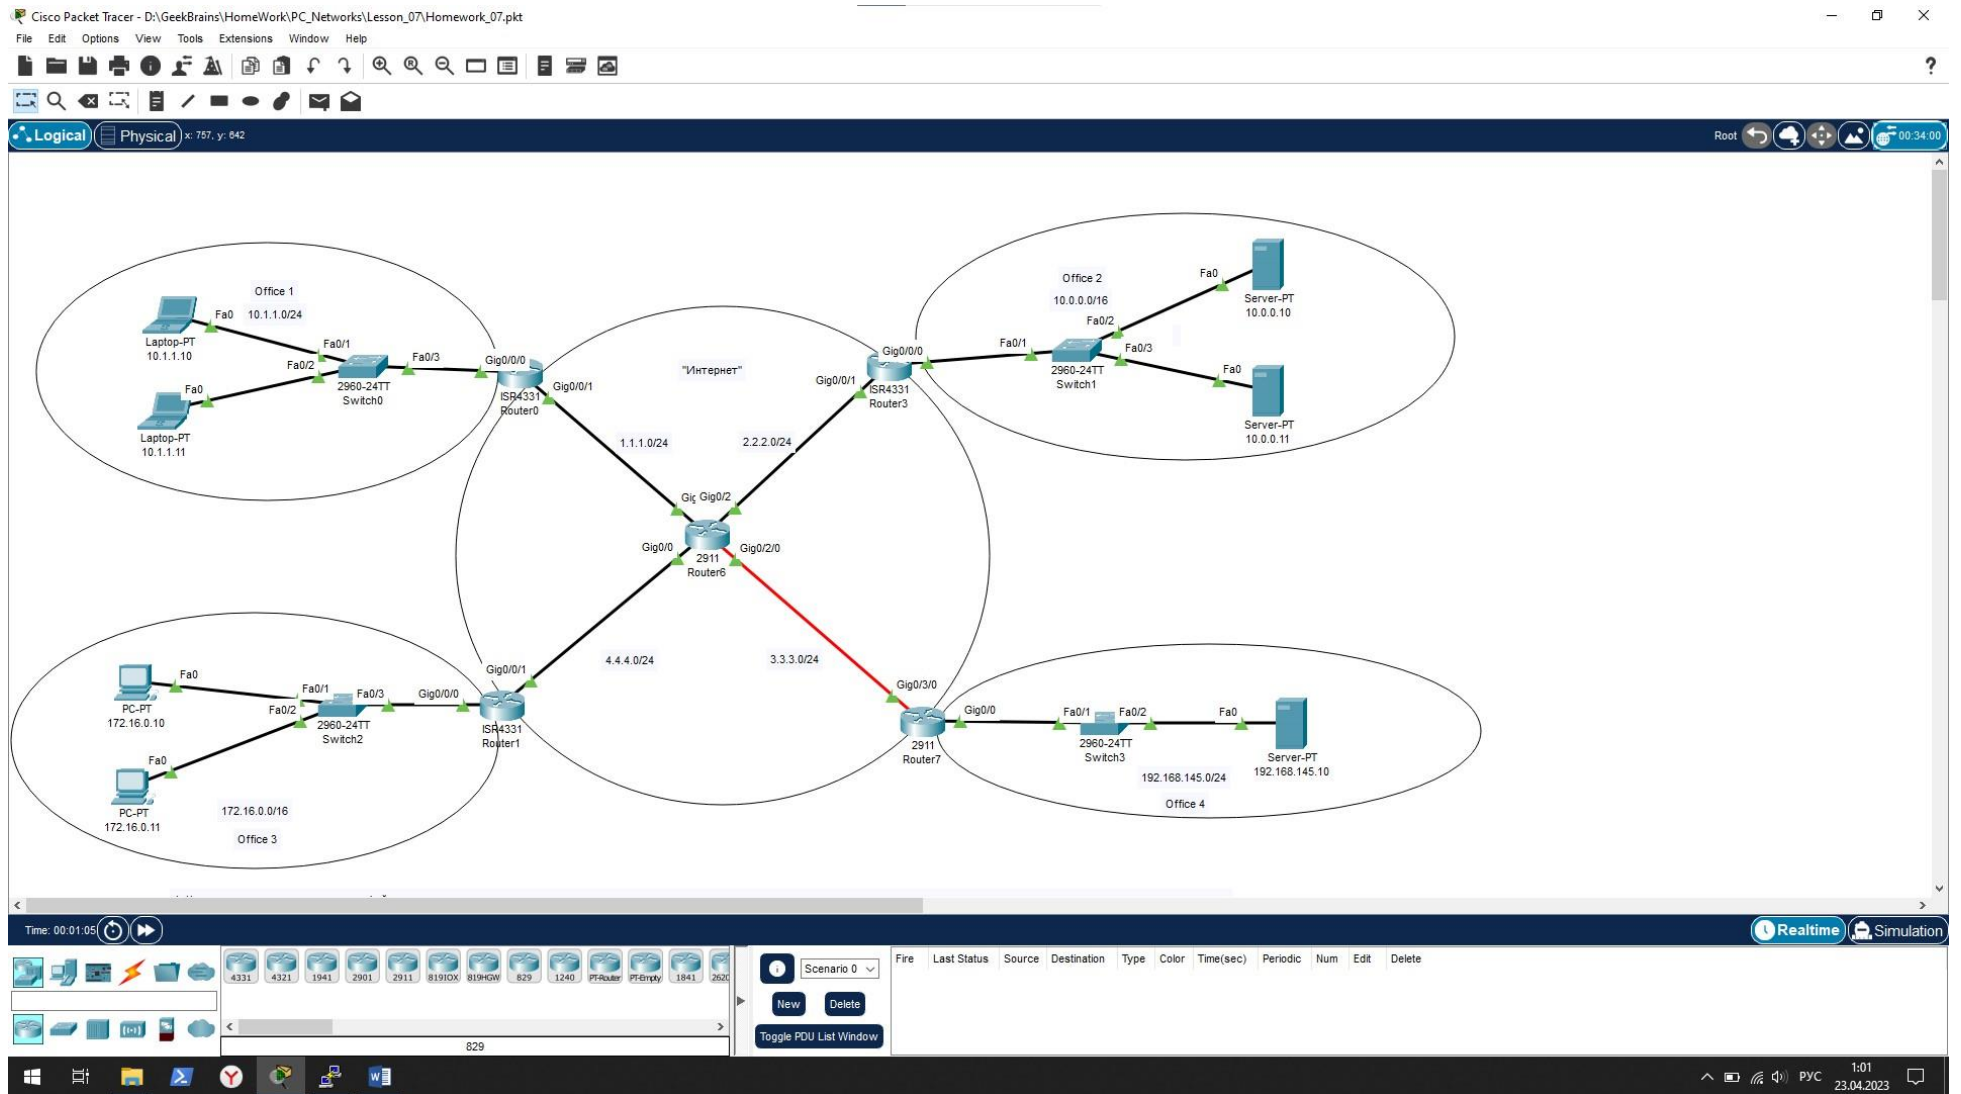 Cisco Packet Tracer - D:\GeekBrains\HomeWork\PC_Networks\Lesson_07\Homework_07.pkt
File Edit Options View Tools Extensions Window Help
?
Logical Physical x: 757, y: 642
Root 00:34:00
Office 1
10.1.1.0/24
Fa0
Laptop-PT
10.1.1.10
Fa0/1
Fa0/2
Fa0/3
2960-24TT
Switch0
Fa0
Laptop-PT
10.1.1.11
Gig0/0/0
ISR4331
Router0
Gig0/0/1
"Интернет"
1.1.1.0/24
2.2.2.0/24
Gig0/0/0
Gig0/0/1
ISR4331
Router3
Office 2
10.0.0.0/16
Fa0/1
Fa0/2
Fa0/3
2960-24TT
Switch1
Fa0
Server-PT
10.0.0.10
Fa0
Server-PT
10.0.0.11
Gig0/2
Gig0/0
Gig0/2/0
2911
Router6
4.4.4.0/24
3.3.3.0/24
Fa0
PC-PT
172.16.0.10
Fa0/1
Fa0/2
Fa0/3
2960-24TT
Switch2
Fa0
PC-PT
172.16.0.11
172.16.0.0/16
Office 3
Gig0/0/0
Gig0/0/1
ISR4331
Router1
Gig0/3/0
Gig0/0
2911
Router7
Fa0/1
Fa0/2
2960-24TT
Switch3
Fa0
Server-PT
192.168.145.10
192.168.145.0/24
Office 4
Time: 00:01:05
Realtime Simulation
4331 4321 1941 2901 2911 819IOX 819HGW 829 1240 PT-Router PT-Empty 1841
829
Scenario 0
New Delete
Toggle PDU List Window
Fire Last Status Source Destination Type Color Time(sec) Periodic Num Edit Delete
РУС
1:01
23.04.2023